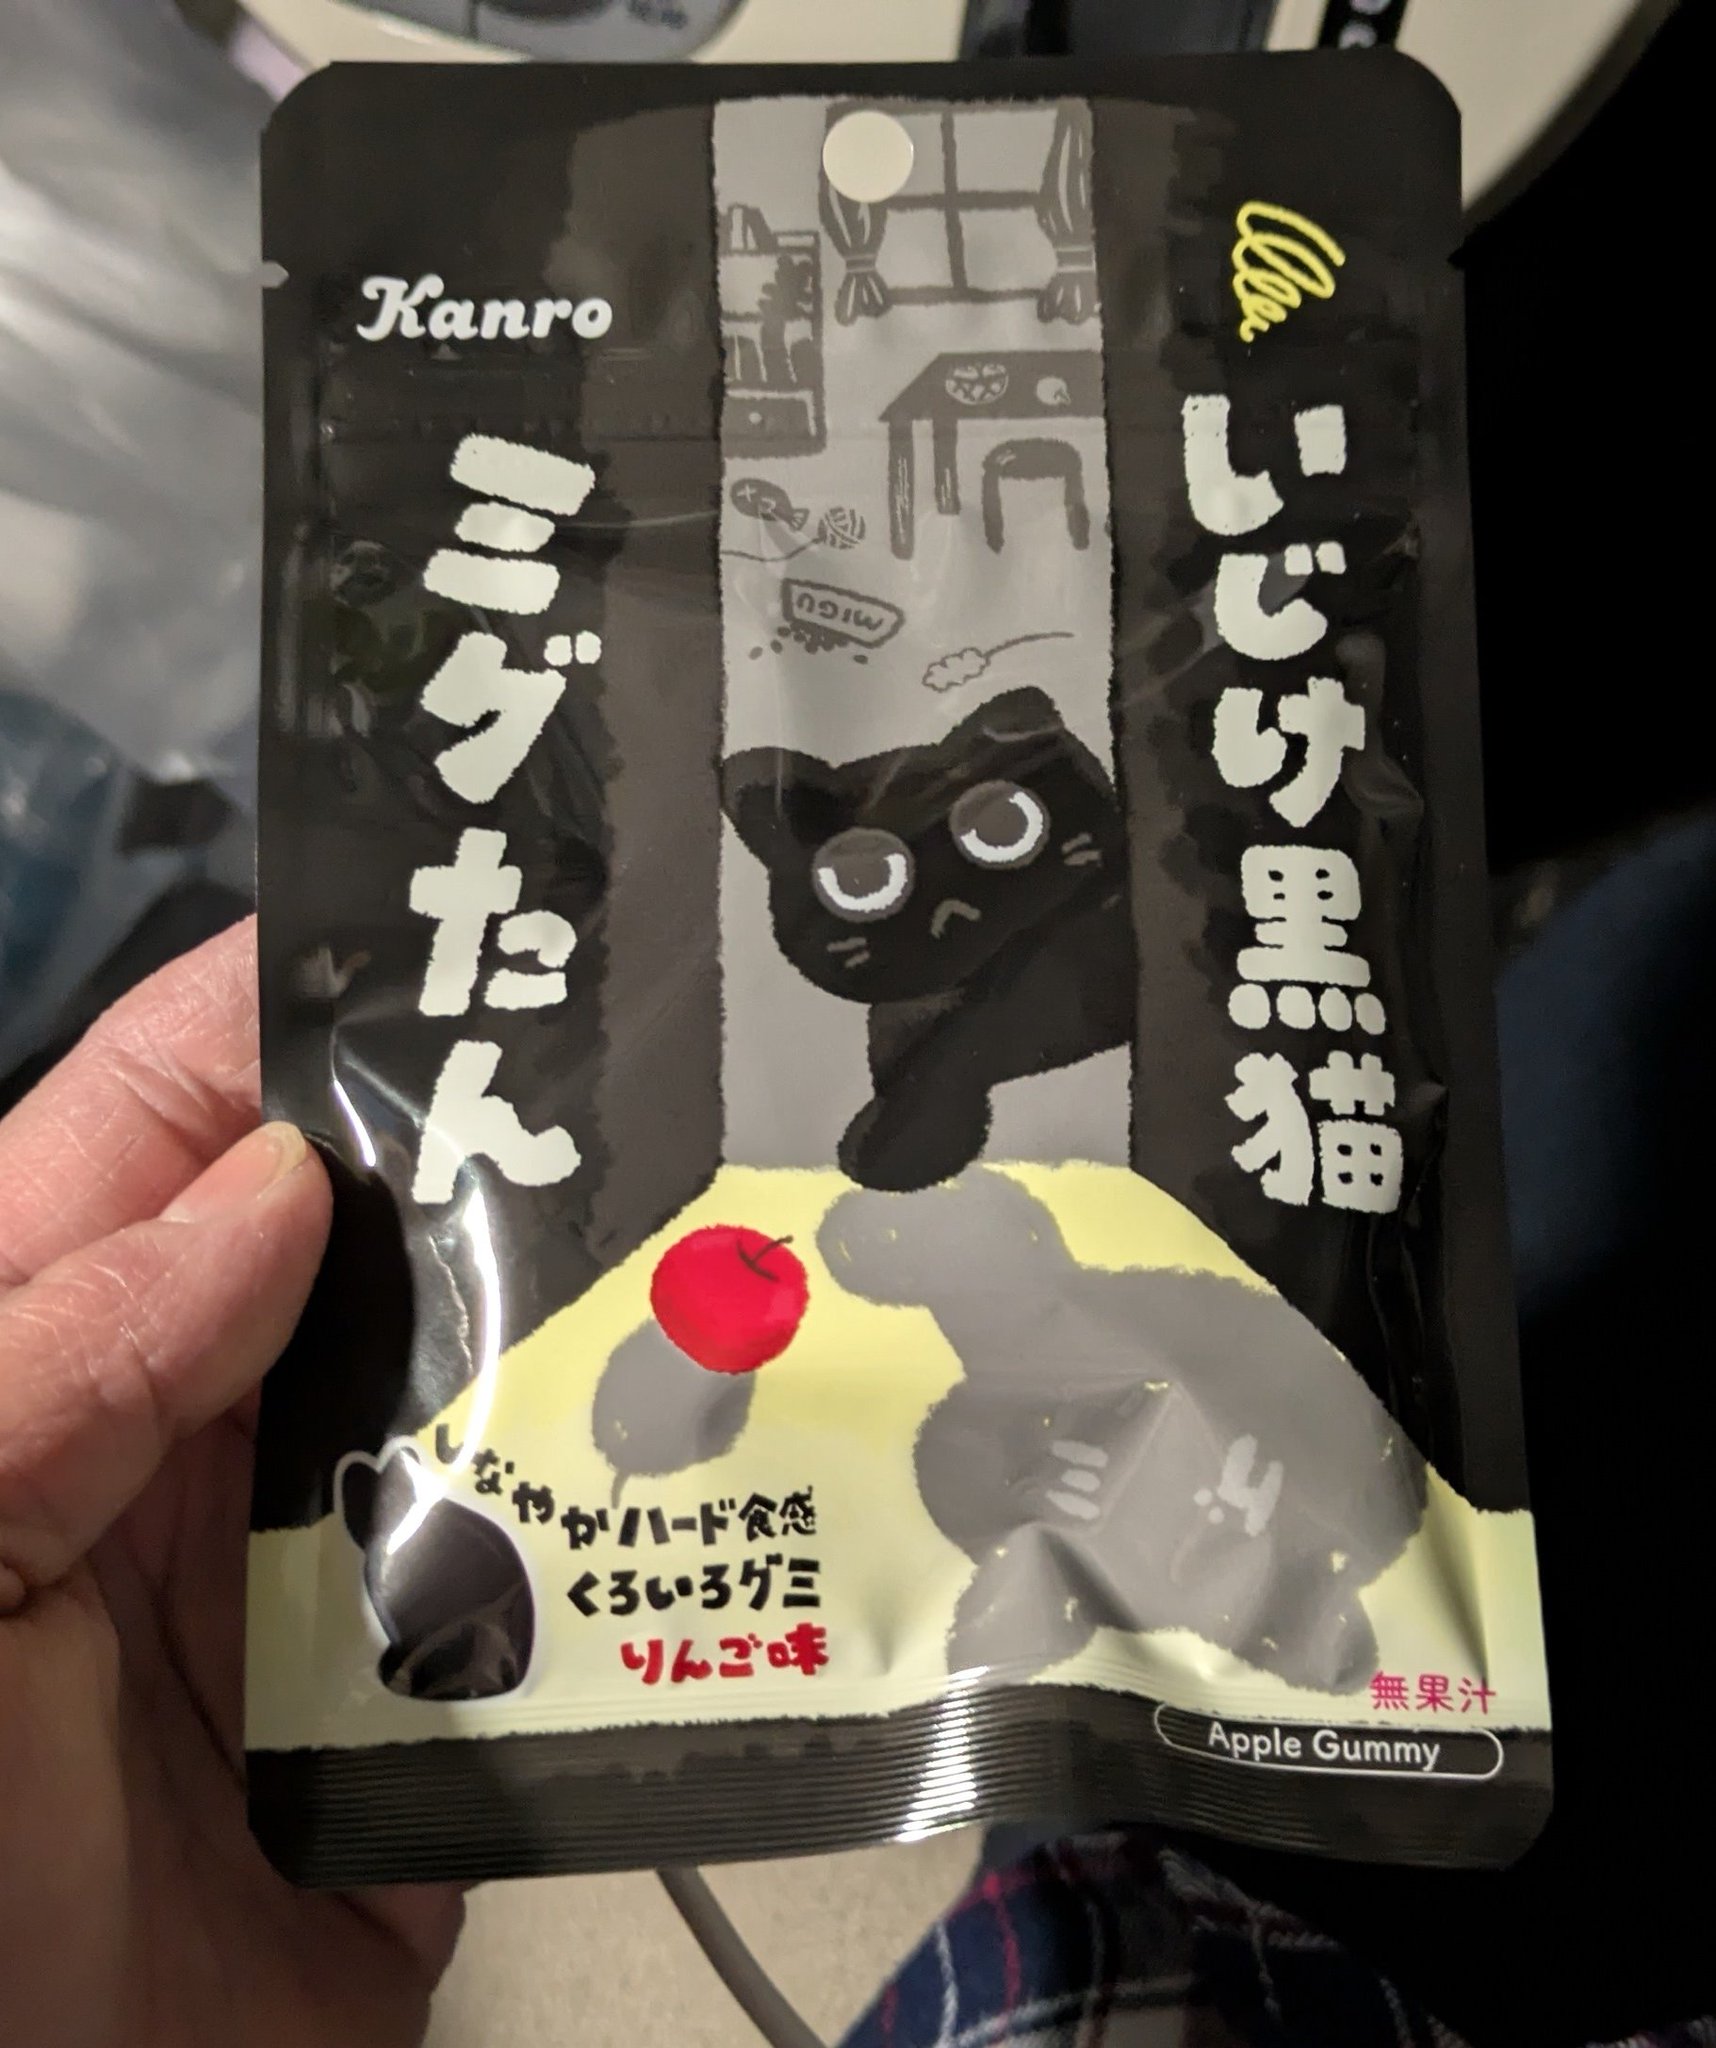 Kanro
いじけ黒猫
ミグたん
MIGU
しなやかハード食感
くろいろグミ
りんご味
無果汁
Apple Gummy